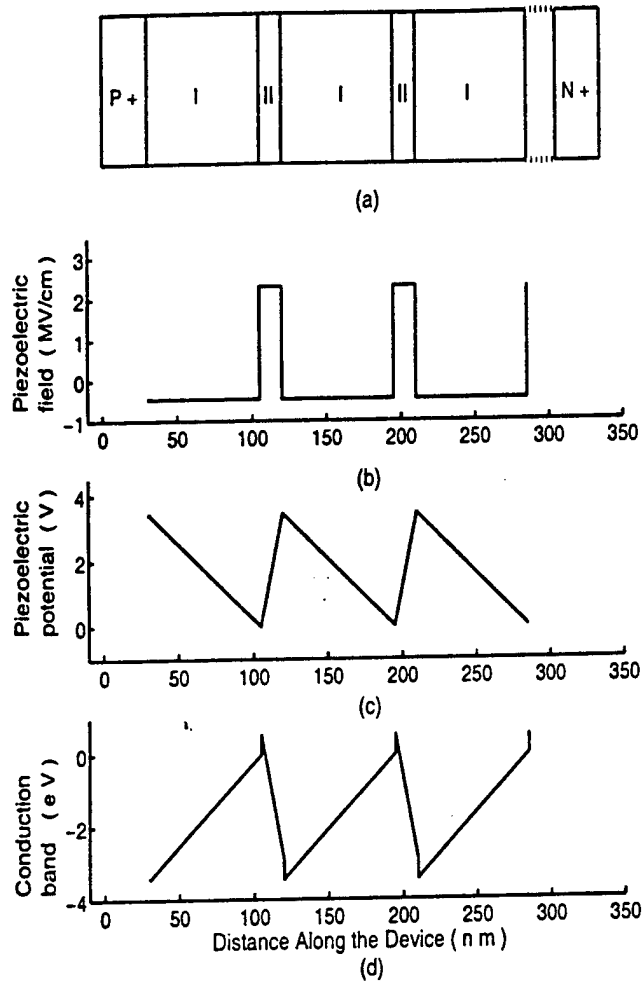 P + I II I II I N +
(a)
Piezoelectric
field ( MV/cm )
3
2
1
0
−1
0 50 100 150 200 250 300 350
(b)
Piezoelectric
potential ( V )
4
2
0
0 50 100 150 200 250 300 350
(c)
Conduction
band ( e V )
0
−2
−4
0 50 100 150 200 250 300 350
Distance Along the Device ( n m )
(d)